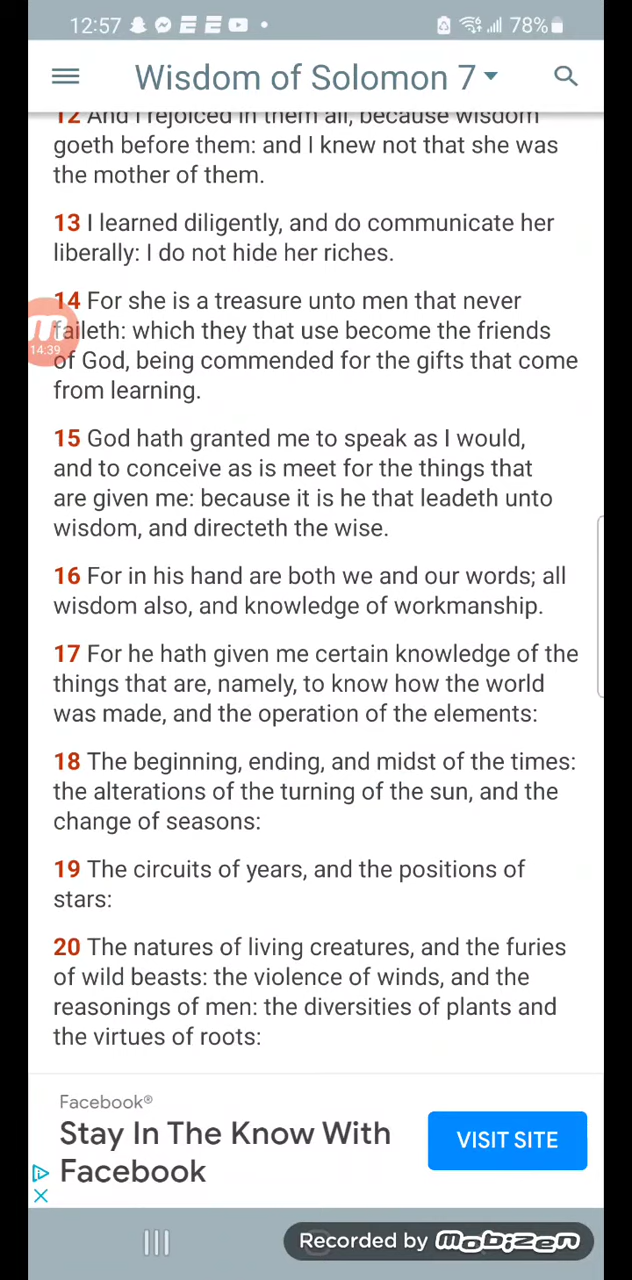 12:57 78%
Wisdom of Solomon 7
12 And I rejoiced in them all, because wisdom
goeth before them: and I knew not that she was
the mother of them.
13 I learned diligently, and do communicate her
liberally: I do not hide her riches.
14 For she is a treasure unto men that never
faileth: which they that use become the friends
14:39
of God, being commended for the gifts that come
from learning.
15 God hath granted me to speak as I would,
and to conceive as is meet for the things that
are given me: because it is he that leadeth unto
wisdom, and directeth the wise.
16 For in his hand are both we and our words; all
wisdom also, and knowledge of workmanship.
17 For he hath given me certain knowledge of the
things that are, namely, to know how the world
was made, and the operation of the elements:
18 The beginning, ending, and midst of the times:
the alterations of the turning of the sun, and the
change of seasons:
19 The circuits of years, and the positions of
stars:
20 The natures of living creatures, and the furies
of wild beasts: the violence of winds, and the
reasonings of men: the diversities of plants and
the virtues of roots:
Facebook®
Stay In The Know With
Facebook
VISIT SITE
Recorded by mobizen